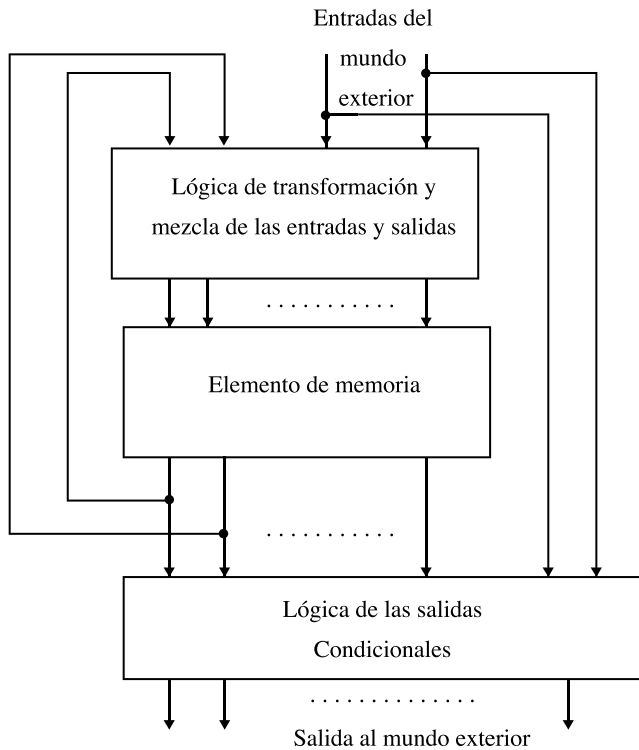 Entradas del
mundo
exterior
Lógica de transformación y
mezcla de las entradas y salidas
. . . . . . . . . . .
Elemento de memoria
. . . . . . . . . . .
Lógica de las salidas
Condicionales
. . . . . . . . . . . . . .
Salida al mundo exterior